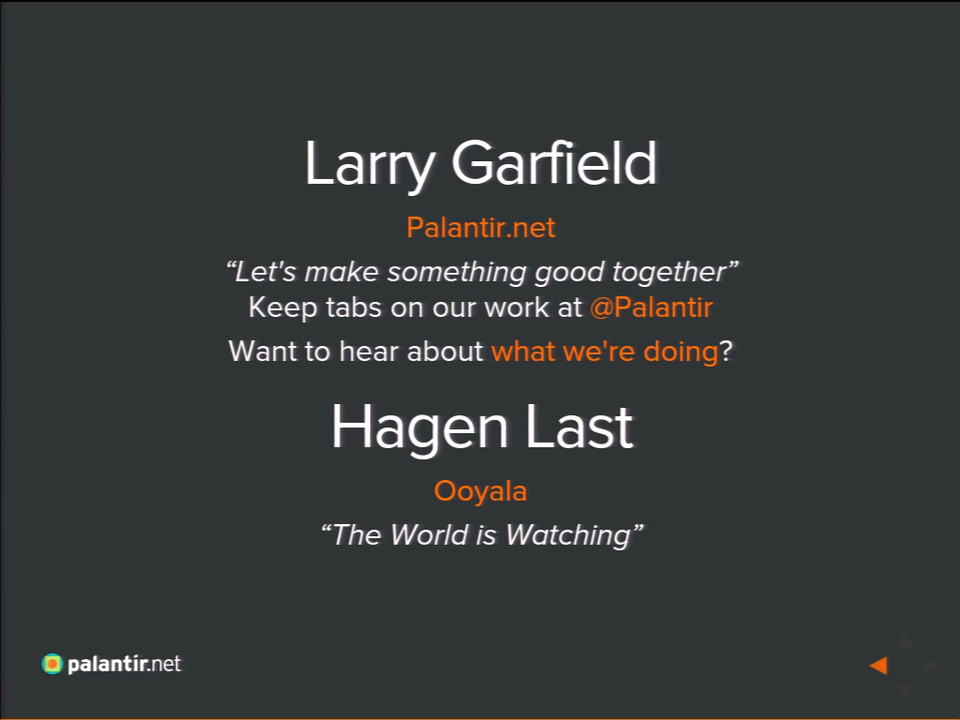 Larry Garfield
Palantir.net
“Let's make something good together”
Keep tabs on our work at @Palantir
Want to hear about what we're doing?
Hagen Last
Ooyala
“The World is Watching”
palantir.net